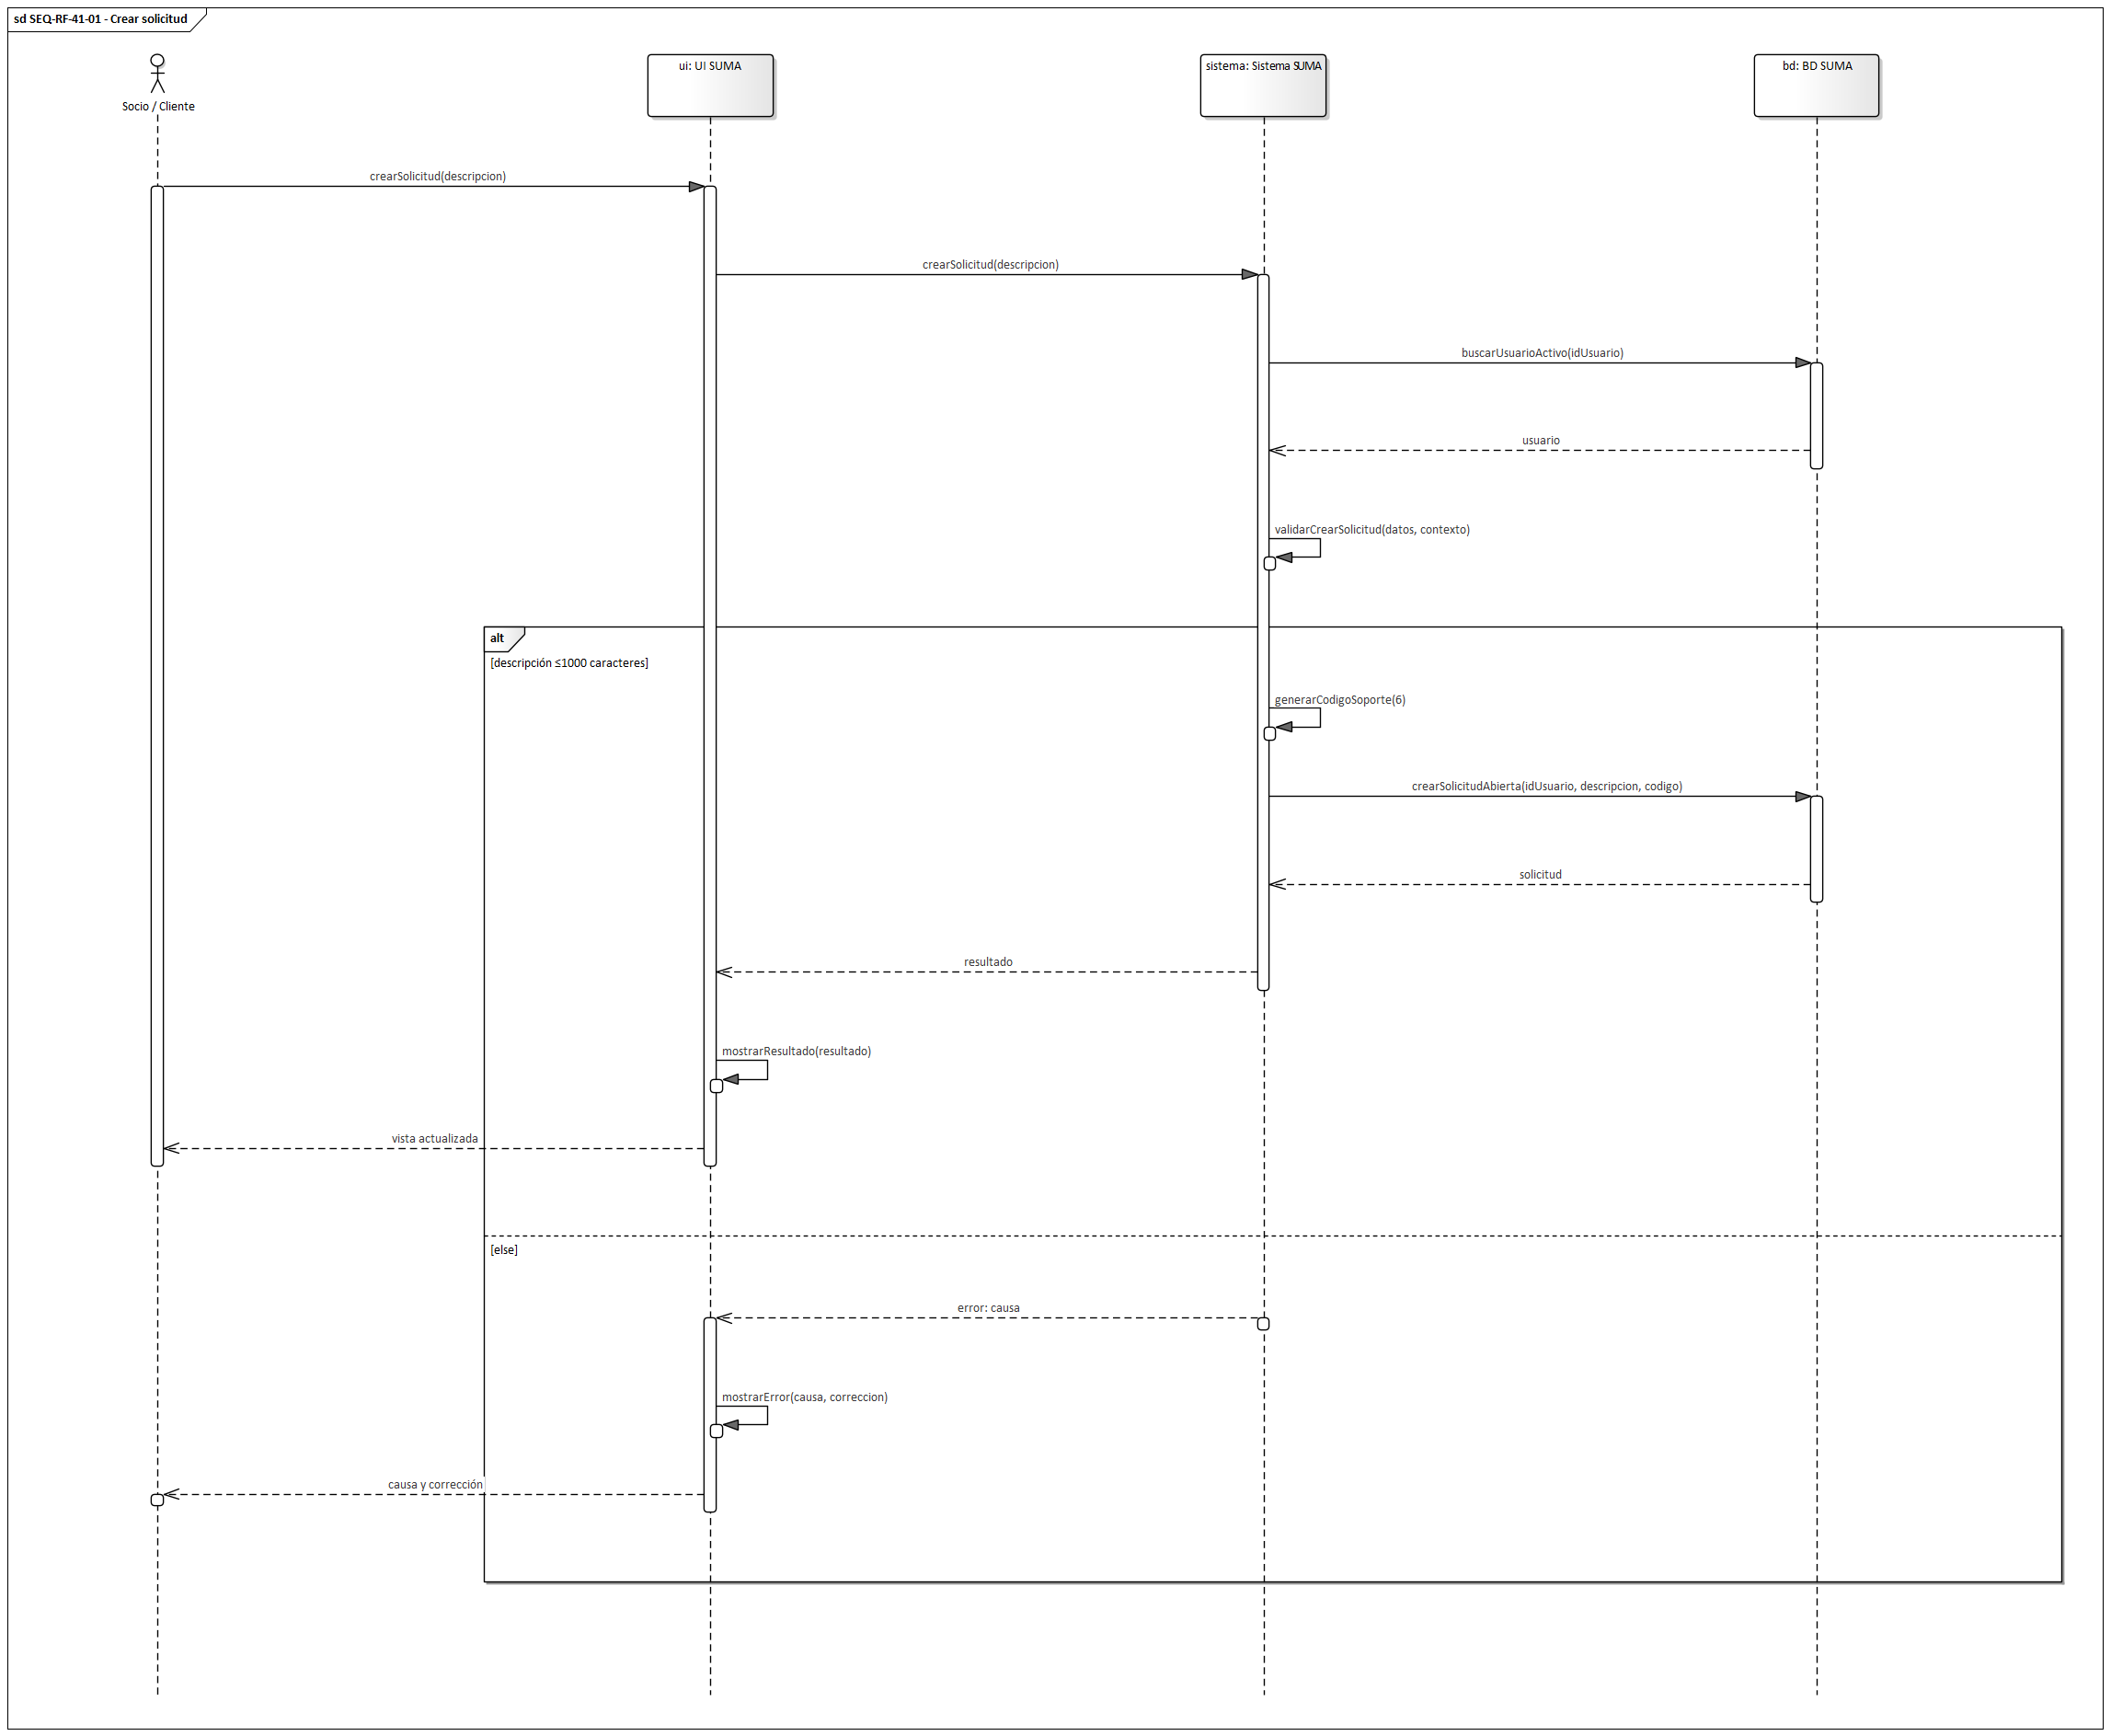 sd SEQ-RF-41-01 - Crear solicitud
Socio / Cliente
ui: UI SUMA
sistema: Sistema SUMA
bd: BD SUMA
crearSolicitud(descripcion)
crearSolicitud(descripcion)
buscarUsuarioActivo(idUsuario)
usuario
validarCrearSolicitud(datos, contexto)
alt
[descripción ≤1000 caracteres]
generarCodigoSoporte(6)
crearSolicitudAbierta(idUsuario, descripcion, codigo)
solicitud
resultado
mostrarResultado(resultado)
vista actualizada
[else]
error: causa
mostrarError(causa, correccion)
causa y corrección